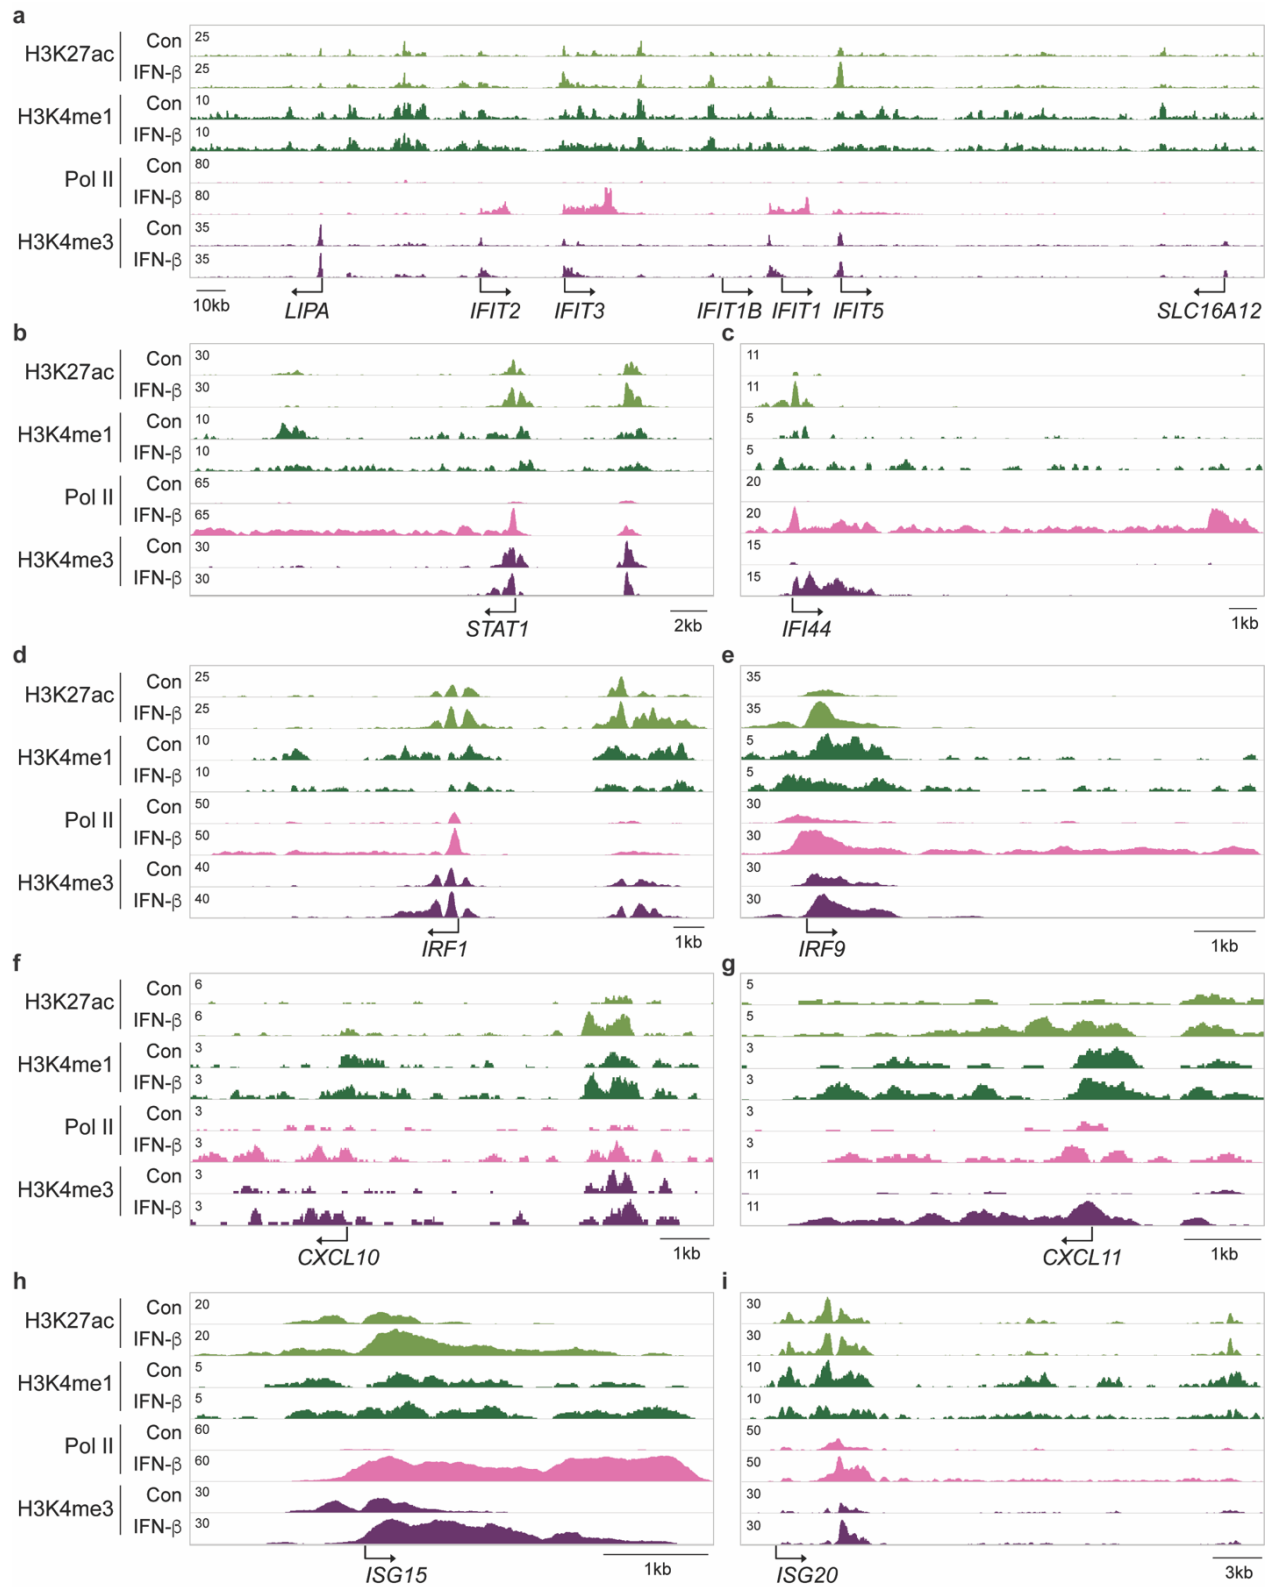 a
H3K27ac
Con 25
IFN-β 25
H3K4me1
Con 10
IFN-β 10
Pol II
Con 80
IFN-β 80
H3K4me3
Con 35
IFN-β 35
10kb
LIPA IFIT2 IFIT3 IFIT1B IFIT1 IFIT5 SLC16A12
b
H3K27ac
Con 30
IFN-β 30
H3K4me1
Con 10
IFN-β 10
Pol II
Con 65
IFN-β 65
H3K4me3
Con 30
IFN-β 30
STAT1
2kb
c
11
11
5
5
20
20
15
15
IFI44
1kb
d
H3K27ac
Con 25
IFN-β 25
H3K4me1
Con 10
IFN-β 10
Pol II
Con 50
IFN-β 50
H3K4me3
Con 40
IFN-β 40
IRF1
1kb
e
35
35
5
5
30
30
30
30
IRF9
1kb
f
H3K27ac
Con 6
IFN-β 6
H3K4me1
Con 3
IFN-β 3
Pol II
Con 3
IFN-β 3
H3K4me3
Con 3
IFN-β 3
CXCL10
1kb
g
5
5
3
3
3
3
11
11
CXCL11
1kb
h
H3K27ac
Con 20
IFN-β 20
H3K4me1
Con 5
IFN-β 5
Pol II
Con 60
IFN-β 60
H3K4me3
Con 30
IFN-β 30
ISG15
1kb
i
30
30
10
10
50
50
30
30
ISG20
3kb